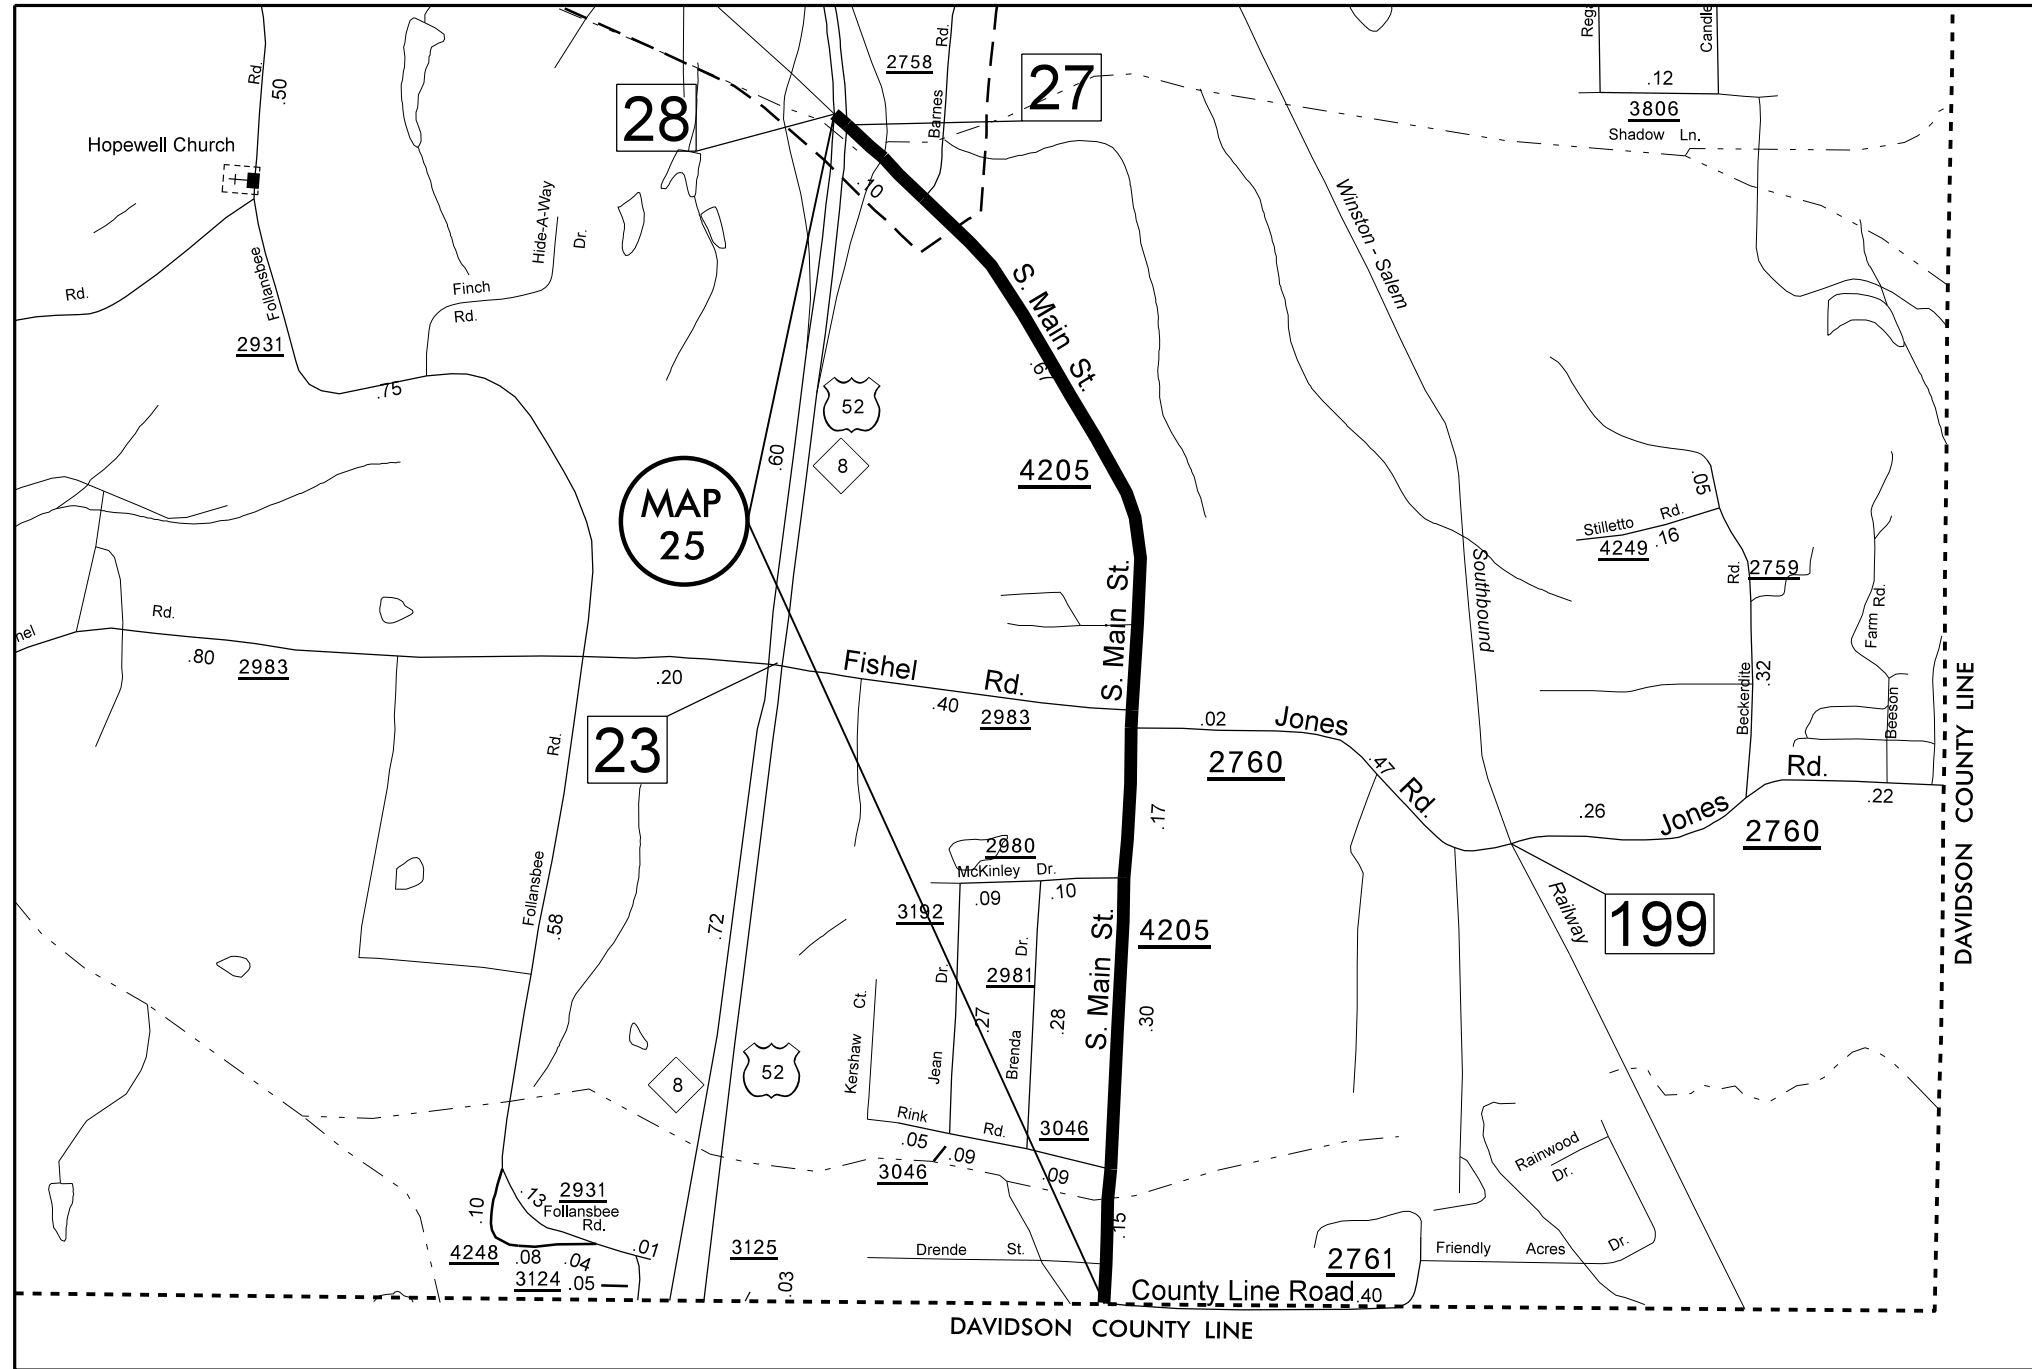 Rd.
.50
Hopewell Church
Rd.
Follansbee
2931
.75
Hide-A-Way
Dr.
Finch
Rd.
28
2758
Barnes
Rd.
27
.10
.12
3806
Shadow Ln.
S. Main St.
.67
Winston - Salem
52
8
.60
MAP
25
4205
.05
Stilletto Rd.
4249
.16
Rd.
2759
Farm Rd.
Southbound
S. Main St.
Rd.
.80
2983
.20
Fishel Rd.
.40
2983
.02
Jones
Rd.
.47
2760
Beckerdite
.32
Beeson
DAVIDSON COUNTY LINE
23
Rd.
.17
.26
Jones
Rd.
.22
2760
2980
McKinley Dr.
.09
.10
3192
Follansbee
.58
.72
Dr.
2981
Dr.
S. Main St.
4205
Railway
199
Kershaw Ct.
Jean
.27
Brenda
.28
.30
8
52
Rink Rd.
3046
.05
.09
3046
.09
Rainwood
Dr.
.10
.13
2931
Follansbee
Rd.
.01
4248
.08
.04
3124
.05
3125
.03
Drende St.
.15
2761
Friendly Acres Dr.
County Line Road
.40
DAVIDSON COUNTY LINE